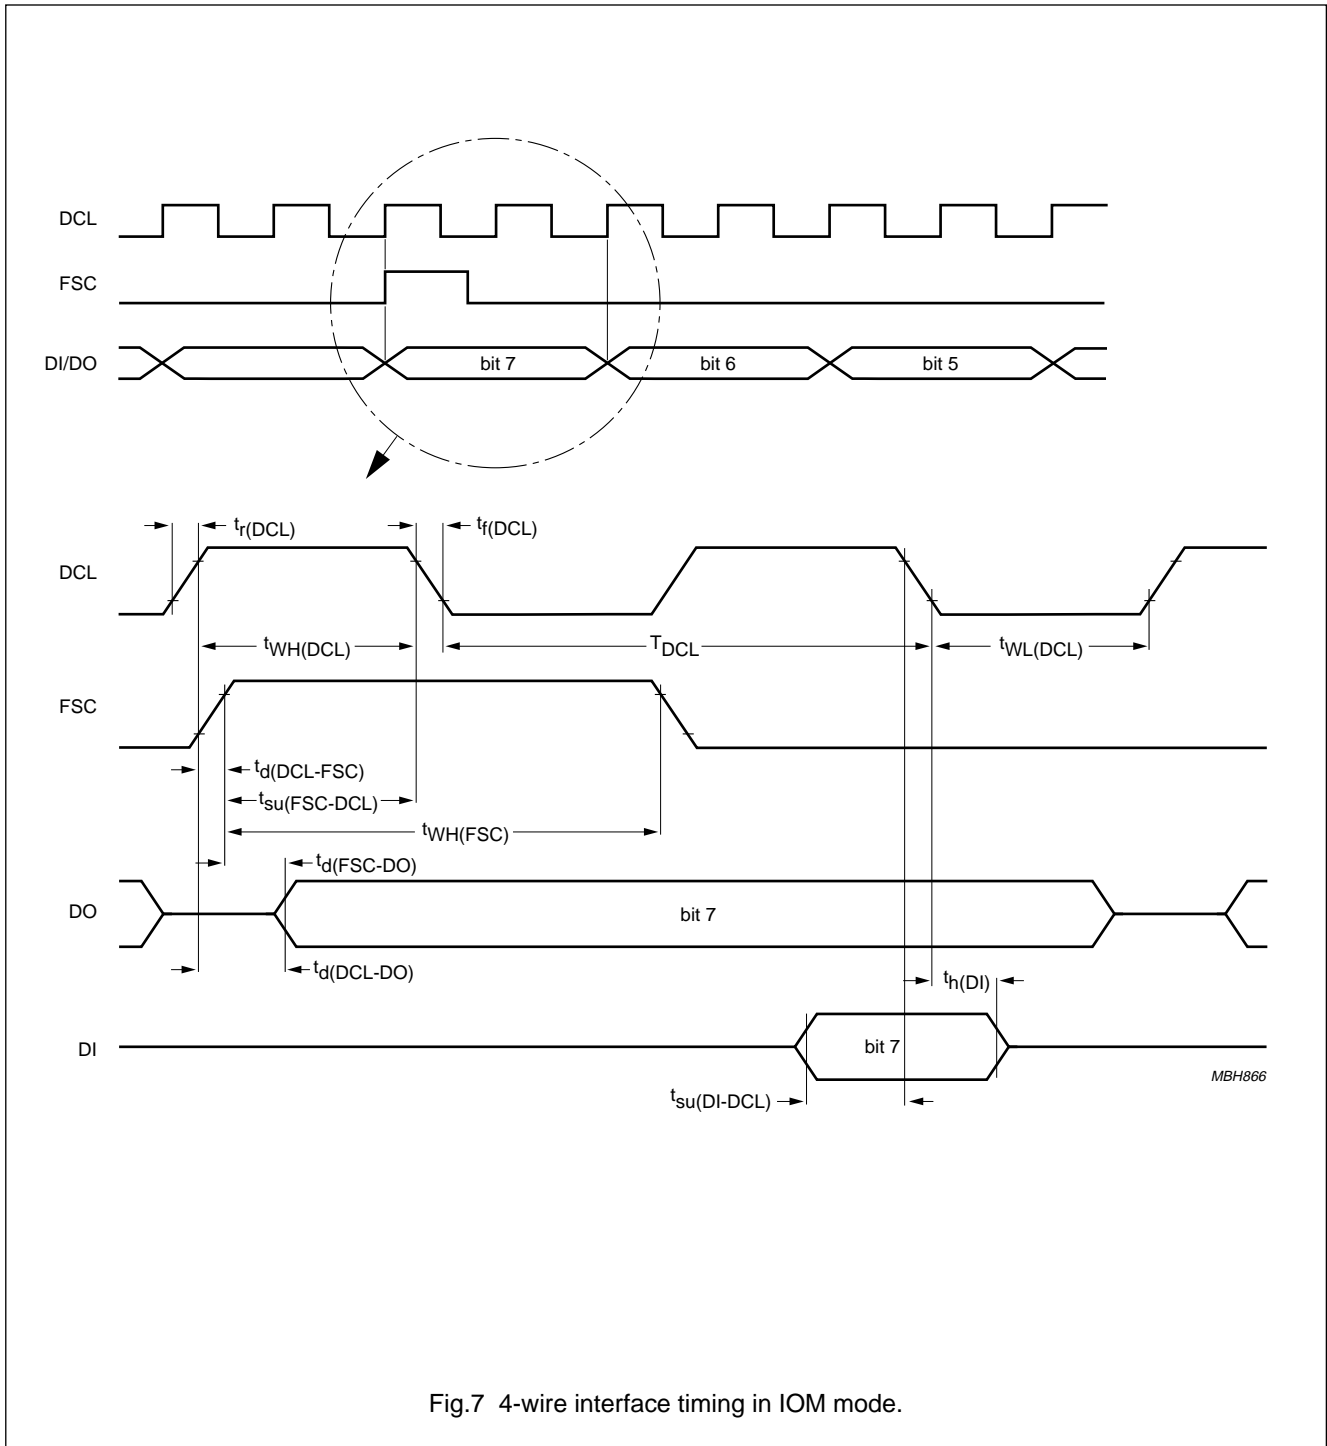 DCL
FSC
DI/DO
bit 7
bit 6
bit 5
tr(DCL)
tf(DCL)
DCL
tWH(DCL)
TDCL
tWL(DCL)
FSC
td(DCL-FSC)
tsu(FSC-DCL)
tWH(FSC)
td(FSC-DO)
DO
bit 7
td(DCL-DO)
th(DI)
DI
bit 7
MBH866
tsu(DI-DCL)
Fig.7 4-wire interface timing in IOM mode.